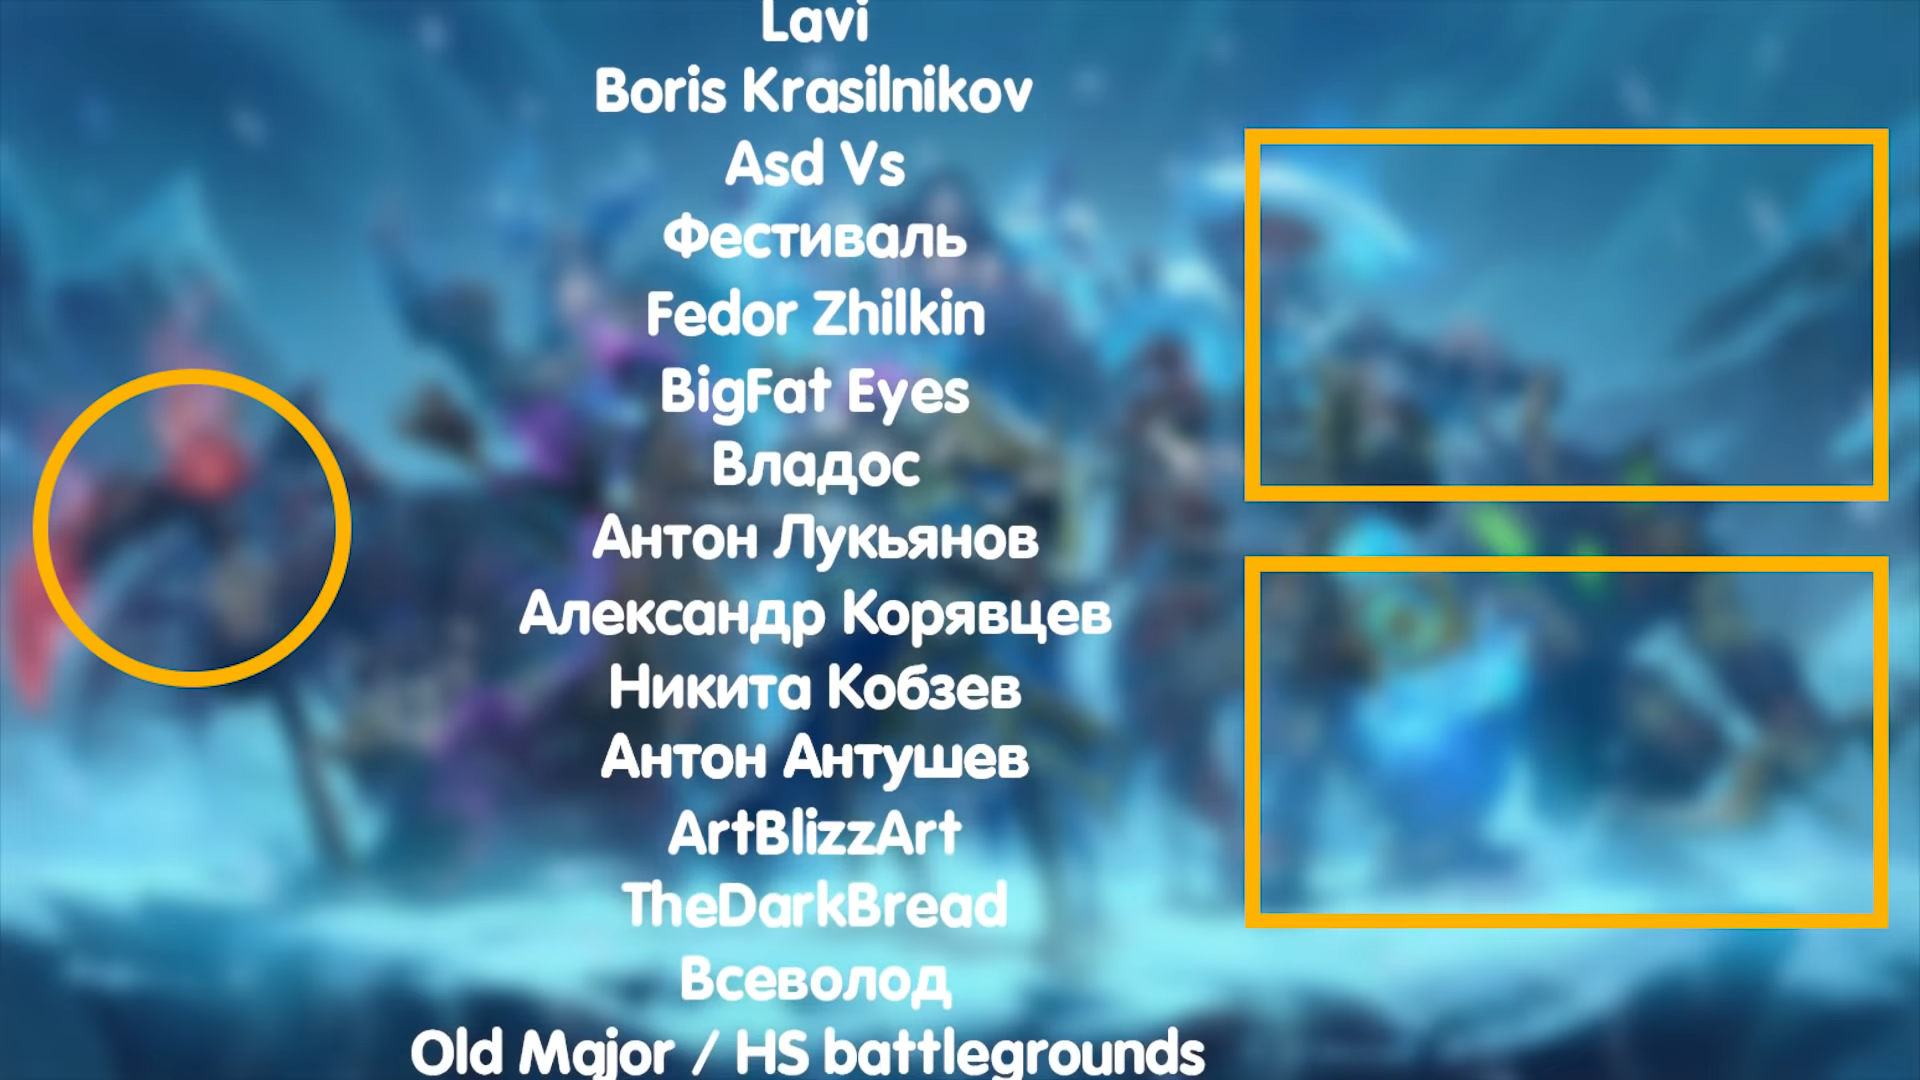 Lavi
Boris Krasilnikov
Asd Vs
Фестиваль
Fedor Zhilkin
BigFat Eyes
Владос
Антон Лукьянов
Александр Корявцев
Никита Кобзев
Антон Антушев
ArtBlizzArt
TheDarkBread
Всеволод
Old Major / HS battlegrounds